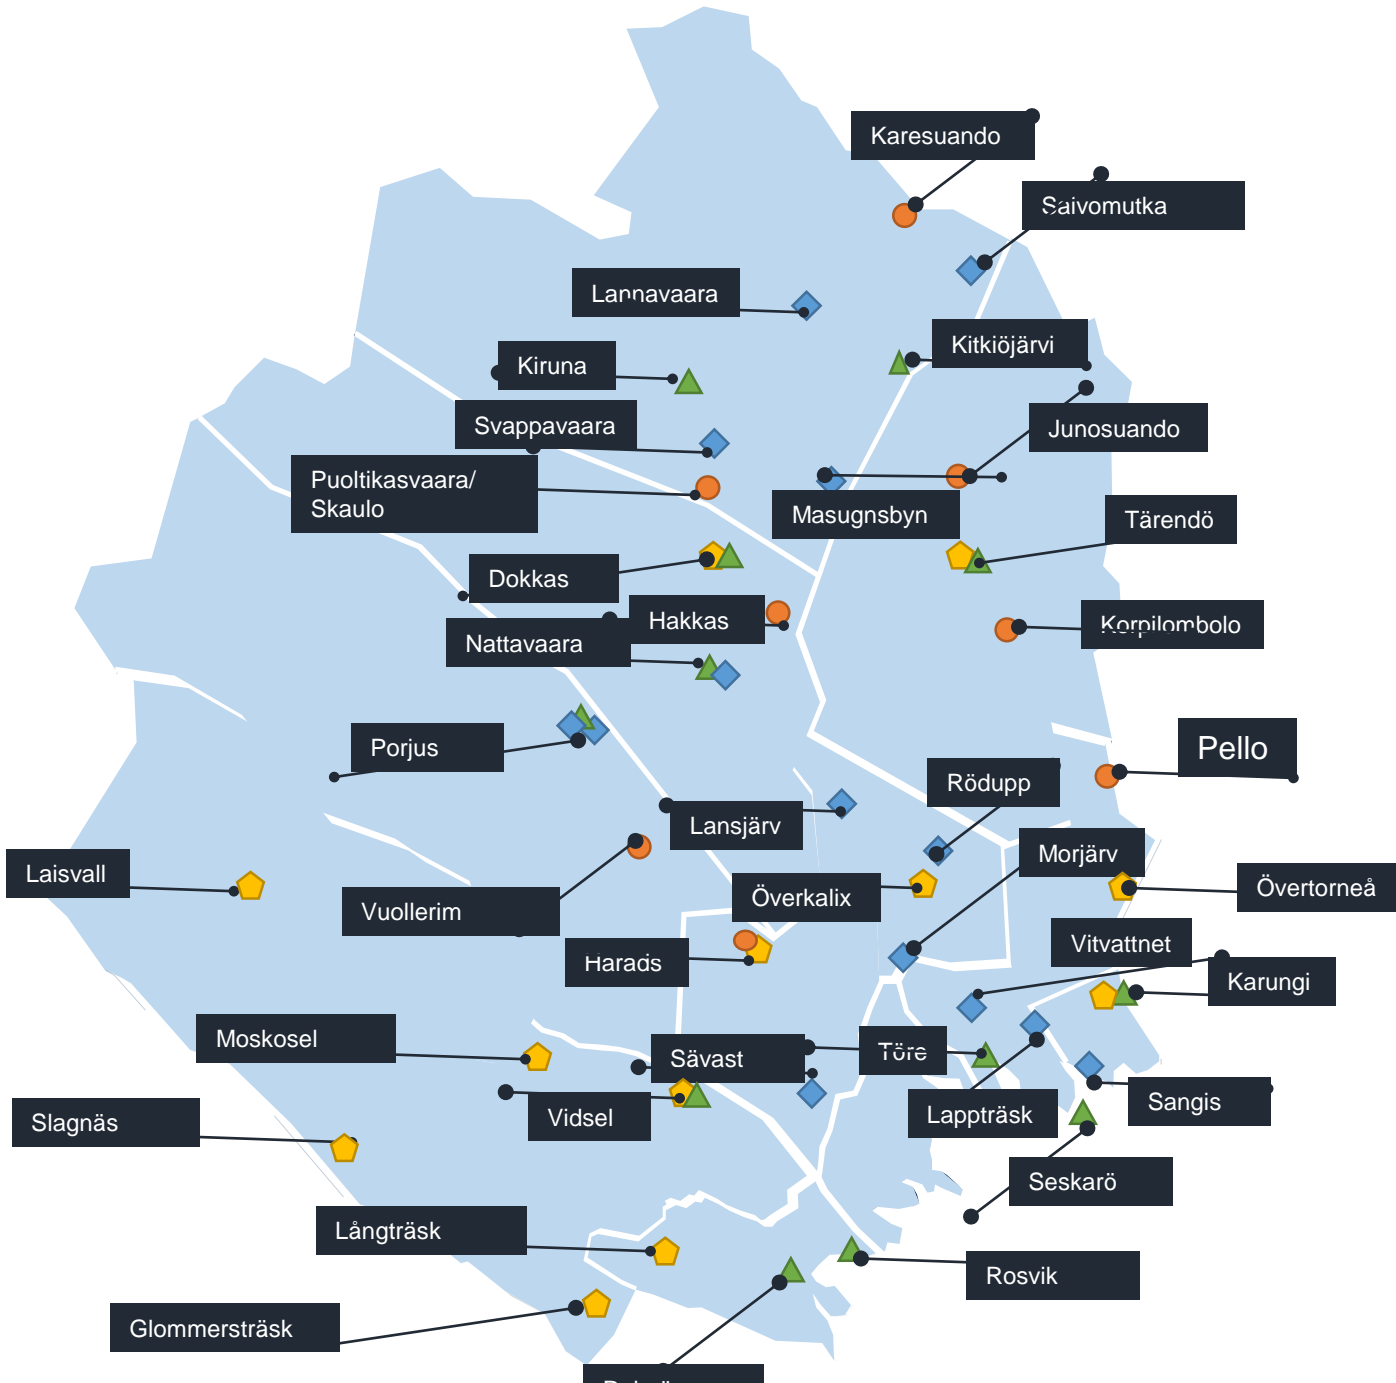 Karesuando
Saivomutka
Lannavaara
Kitkiöjärvi
Kiruna
Svappavaara
Junosuando
Puoltikasvaara/
Skaulo
Masugnsbyn
Tärendö
Dokkas
Hakkas
Korpilombolo
Nattavaara
Porjus
Pello
Rödupp
Lansjärv
Morjärv
Laisvall
Överkalix
Övertorneå
Vuollerim
Vitvattnet
Harads
Karungi
Moskosel
Sävast
Töre
Sangis
Lappträsk
Vidsel
Slagnäs
Seskarö
Långträsk
Rosvik
Glommersträsk